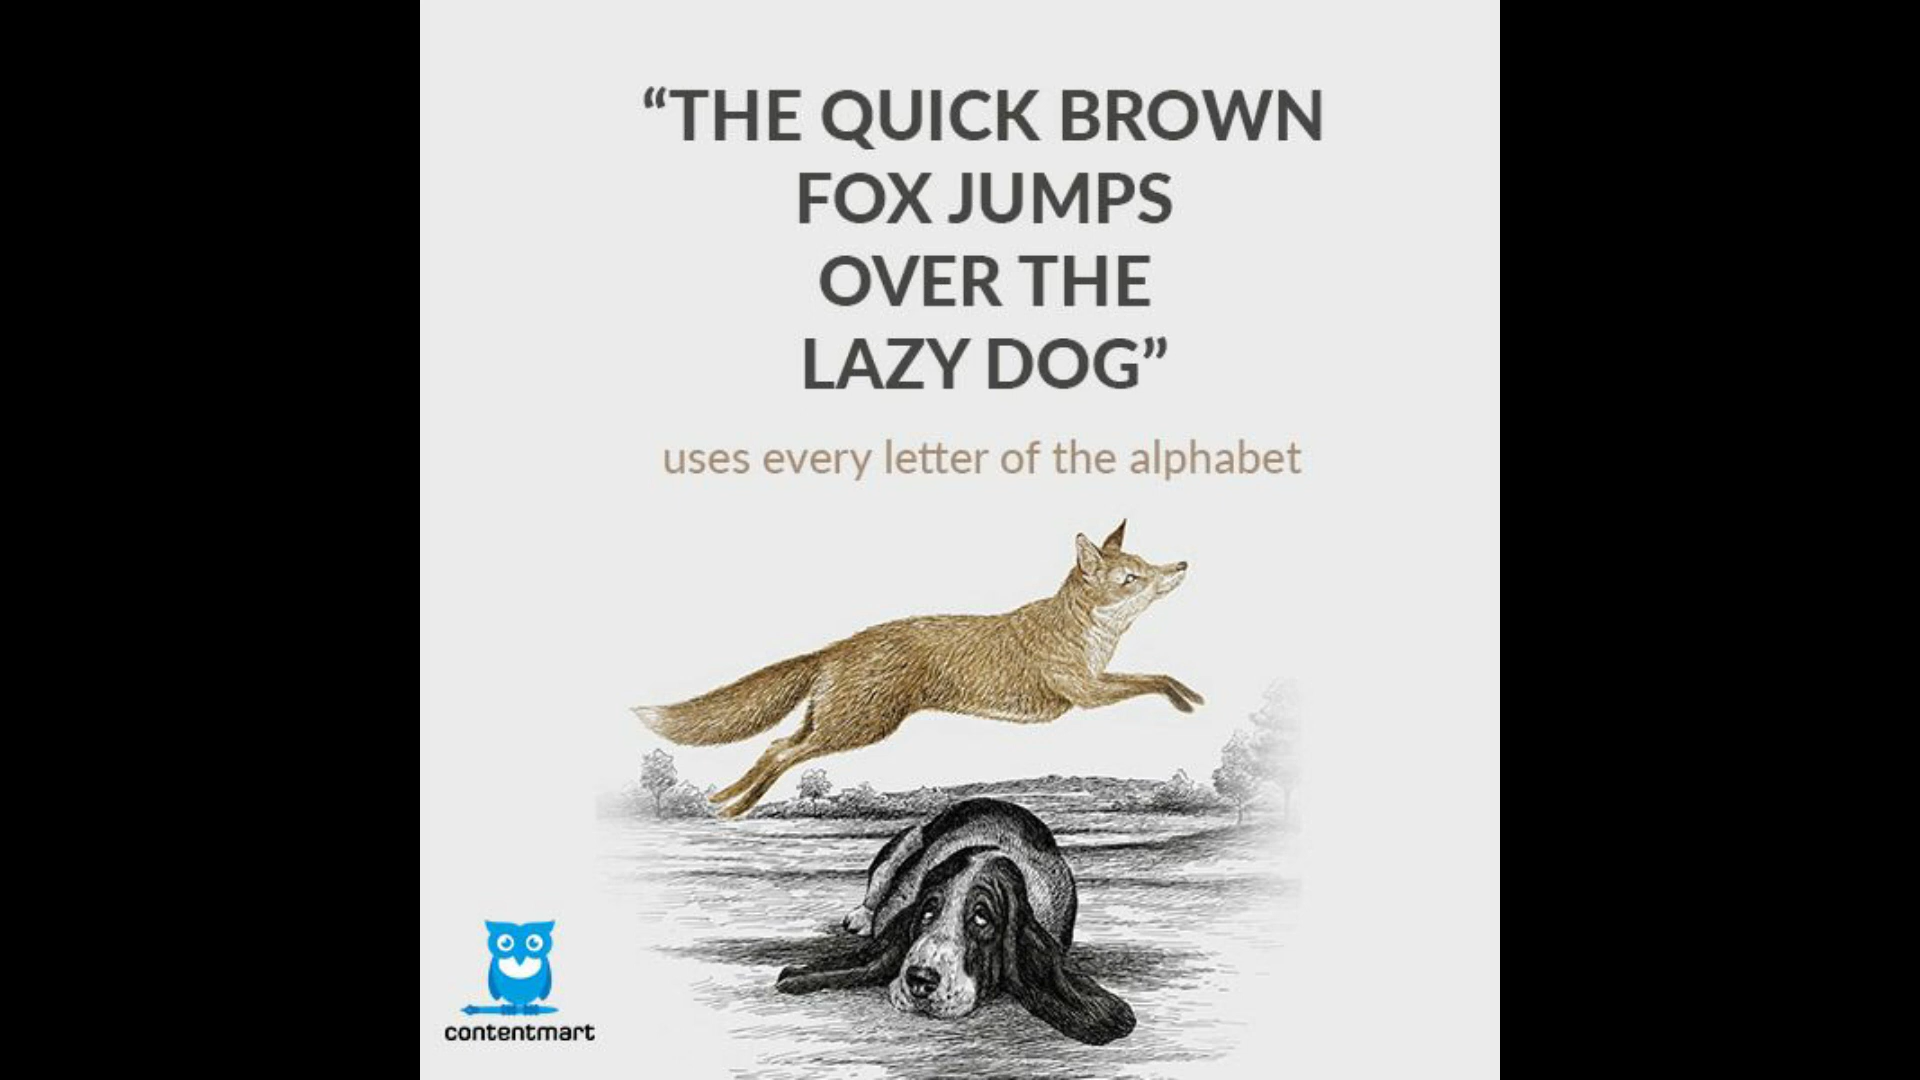 “THE QUICK BROWN
FOX JUMPS
OVER THE
LAZY DOG”
uses every letter of the alphabet
contentmart